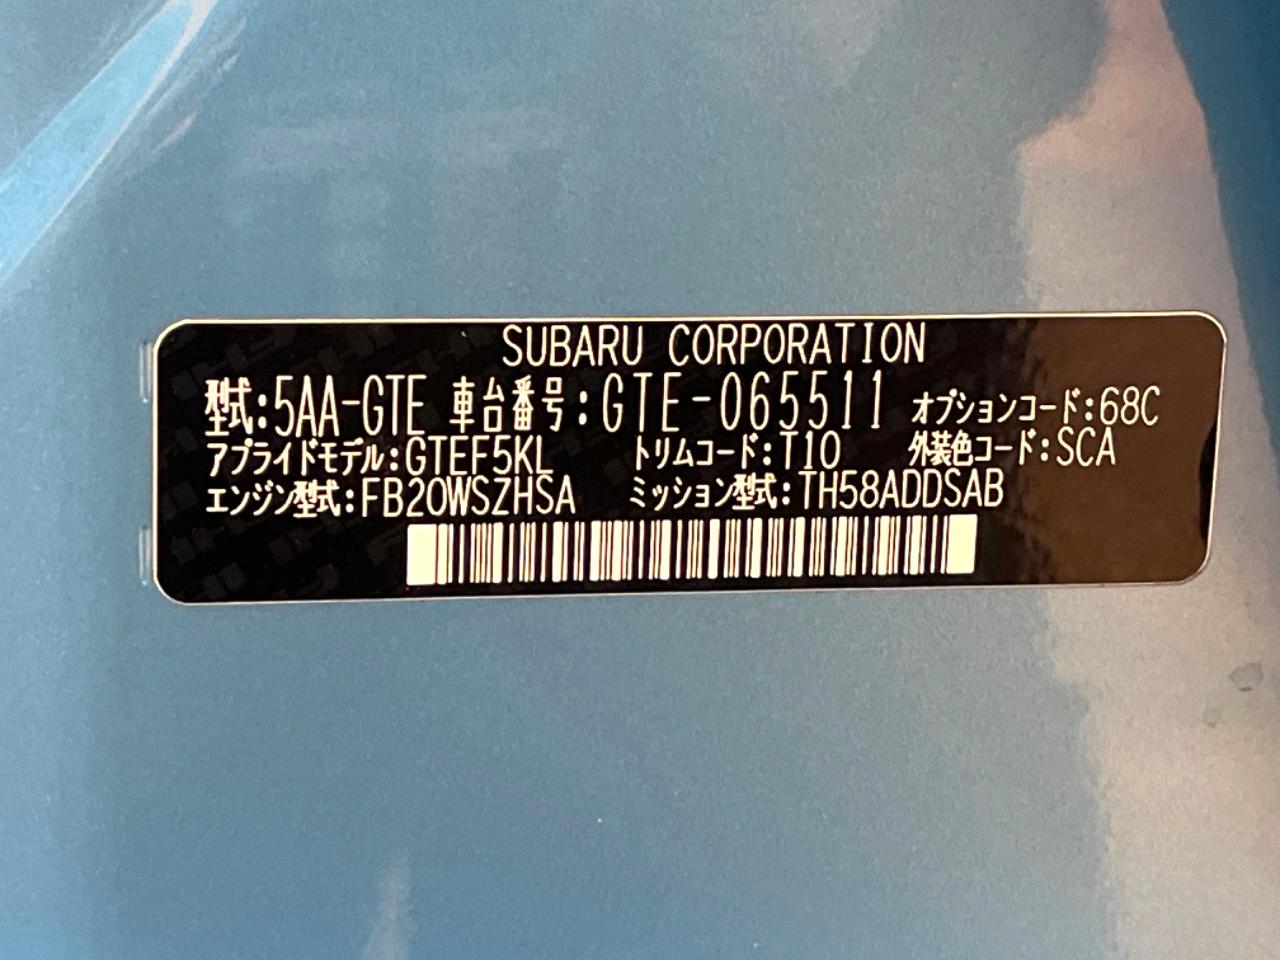 SUBARU CORPORATION
型式:5AA-GTE 車台番号:GTE-065511 オプションコード:68C
アプライドモデル:GTEF5KL トリムコード:T10 外装色コード:SCA
エンジン型式:FB20WSZHSA ミッション型式:TH58ADDSAB